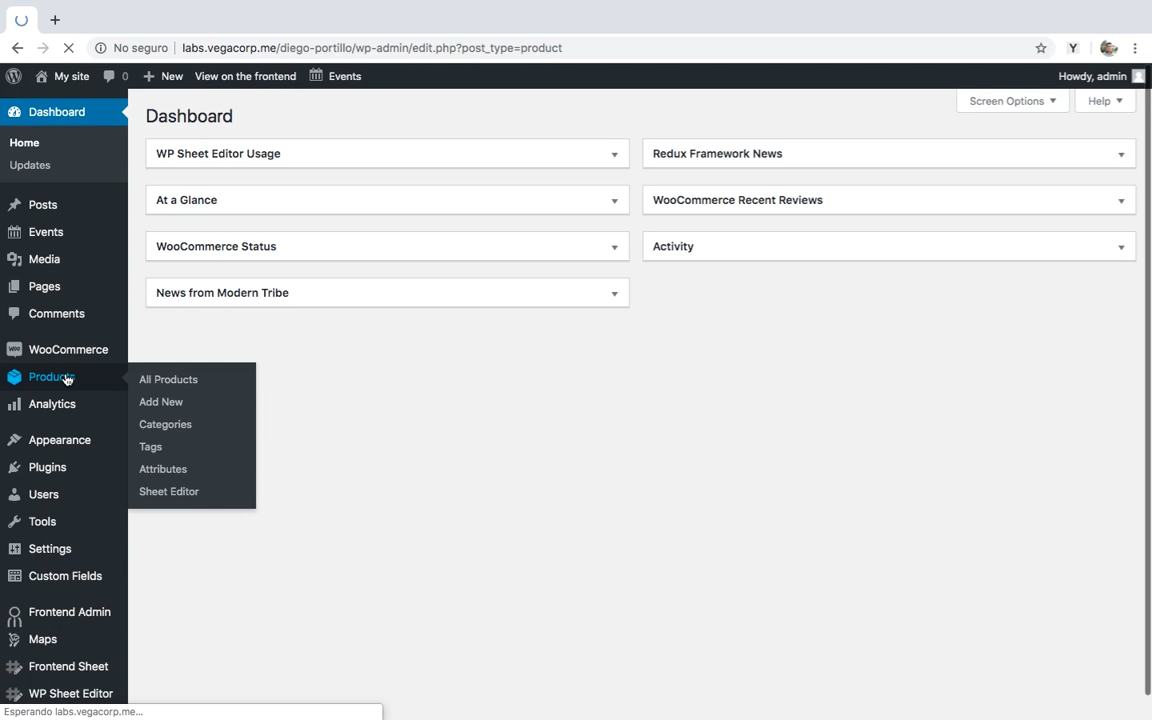 No seguro
labs.vegacorp.me/diego-portillo/wp-admin/edit.php?post_type=product
Y
My site
0
New
View on the frontend
Events
Howdy, admin
Dashboard
Home
Updates
Posts
Events
Media
Pages
Comments
WooCommerce
Products
Analytics
Appearance
Plugins
Users
Tools
Settings
Custom Fields
Frontend Admin
Maps
Frontend Sheet
WP Sheet Editor
All Products
Add New
Categories
Tags
Attributes
Sheet Editor
Screen Options
Help
Dashboard
WP Sheet Editor Usage
Redux Framework News
At a Glance
WooCommerce Recent Reviews
WooCommerce Status
Activity
News from Modern Tribe
Esperando labs.vegacorp.me...